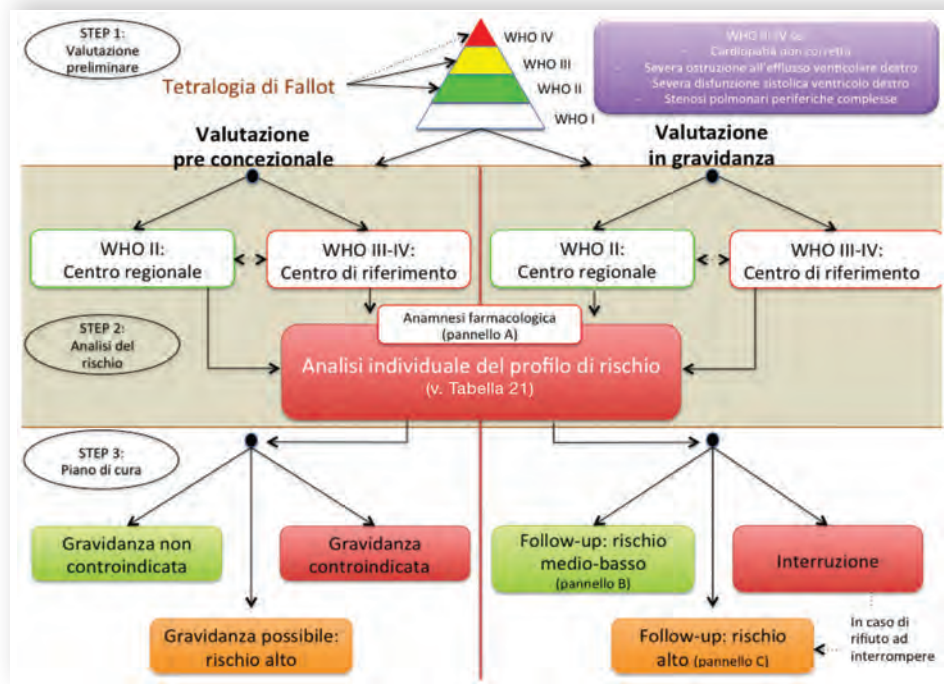 STEP 1:
Valutazione
preliminare
WHO IV
WHO III
WHO II
WHO I
Tetralogia di Fallot
WHO III-IV se:
- Cardiopatia non corretta
- Severa ostruzione all'efflusso ventricolare destro
Severa disfunzione sistolica ventricolo destro
- Stenosi polmonari periferiche complesse
Valutazione
pre concezionale
Valutazione
in gravidanza
WHO II:
Centro regionale
WHO III-IV:
Centro di riferimento
WHO II:
Centro regionale
WHO III-IV:
Centro di riferimento
STEP 2:
Analisi del
rischio
Anamnesi farmacologica
(pannello A)
Analisi individuale del profilo di rischio
(v. Tabella 21)
STEP 3:
Piano di cura
Gravidanza non
controindicata
Gravidanza
controindicata
Gravidanza possibile:
rischio alto
Follow-up: rischio
medio-basso
(pannello B)
Interruzione
Follow-up: rischio
alto (pannello C)
In caso di
rifiuto ad
interrompere